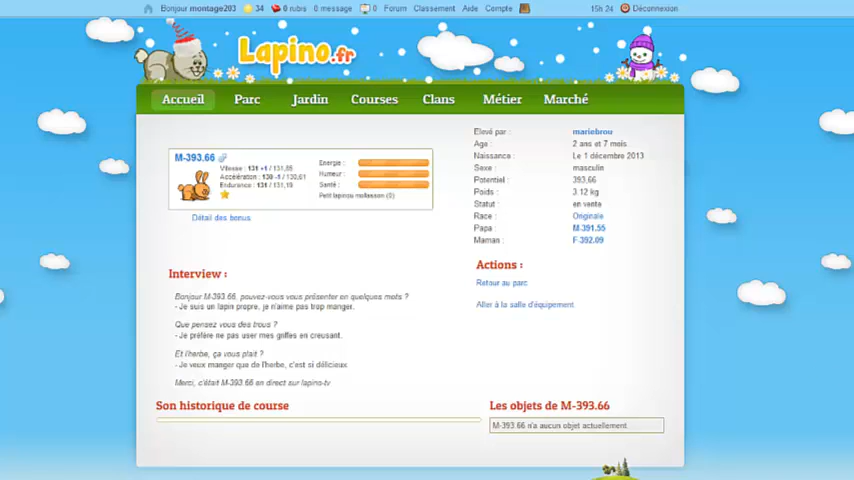 Bonjour montage203 34 0 rubis 0 message 0 Forum Classement Aide Compte 15h 24 Déconnexion
Lapino.fr
Accueil Parc Jardin Courses Clans Métier Marché
M-393.66
Vitesse : 131 +1 / 131,55
Accélération : 130 -1 / 130,61
Endurance : 131 / 131,19
Energie :
Humeur :
Santé :
Petit lapinou mollasson (0)
Détail des bonus
Elevé par : mariebrou
Age : 2 ans et 7 mois
Naissance : Le 1 décembre 2013
Sexe : masculin
Potentiel : 393,66
Poids : 3.12 kg
Statut : en vente
Race : Originale
Papa : M-391.55
Maman : F-392.09
Actions :
Retour au parc
Aller à la salle d'équipement
Interview :
Bonjour M-393.66, pouvez-vous vous présenter en quelques mots ?
- Je suis un lapin propre, je n'aime pas trop manger.
Que pensez vous des trous ?
- Je préfère ne pas user mes griffes en creusant.
Et l'herbe, ça vous plaît ?
- Je veux manger que de l'herbe, c'est si délicieux
Merci, c'était M-393.66 en direct sur lapino-tv
Son historique de course
Les objets de M-393.66
M-393.66 n'a aucun objet actuellement.